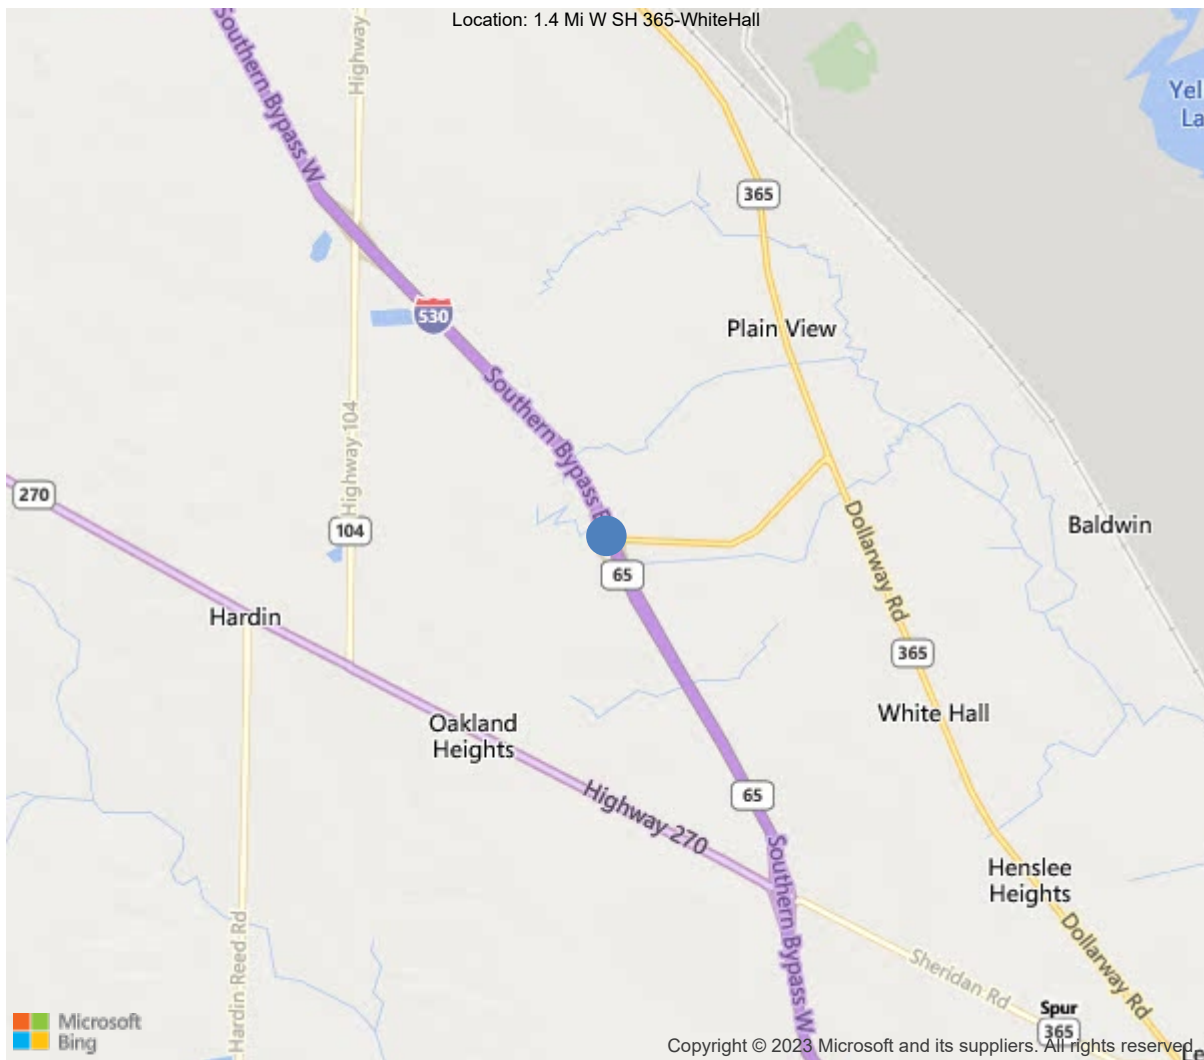 Location: 1.4 Mi W SH 365-WhiteHall
Southern Bypass W
Highway
Yel
La
365
530
Plain View
Southern Bypass E
Highway 104
270
104
Baldwin
65
Dollarway Rd
Hardin
365
White Hall
Oakland
Heights
Highway 270
65
Southern Bypass W
Henslee
Heights
Hardin Reed Rd
Sheridan Rd
Dollarway Rd
Spur
365
Microsoft
Bing
Copyright © 2023 Microsoft and its suppliers. All rights reserved.